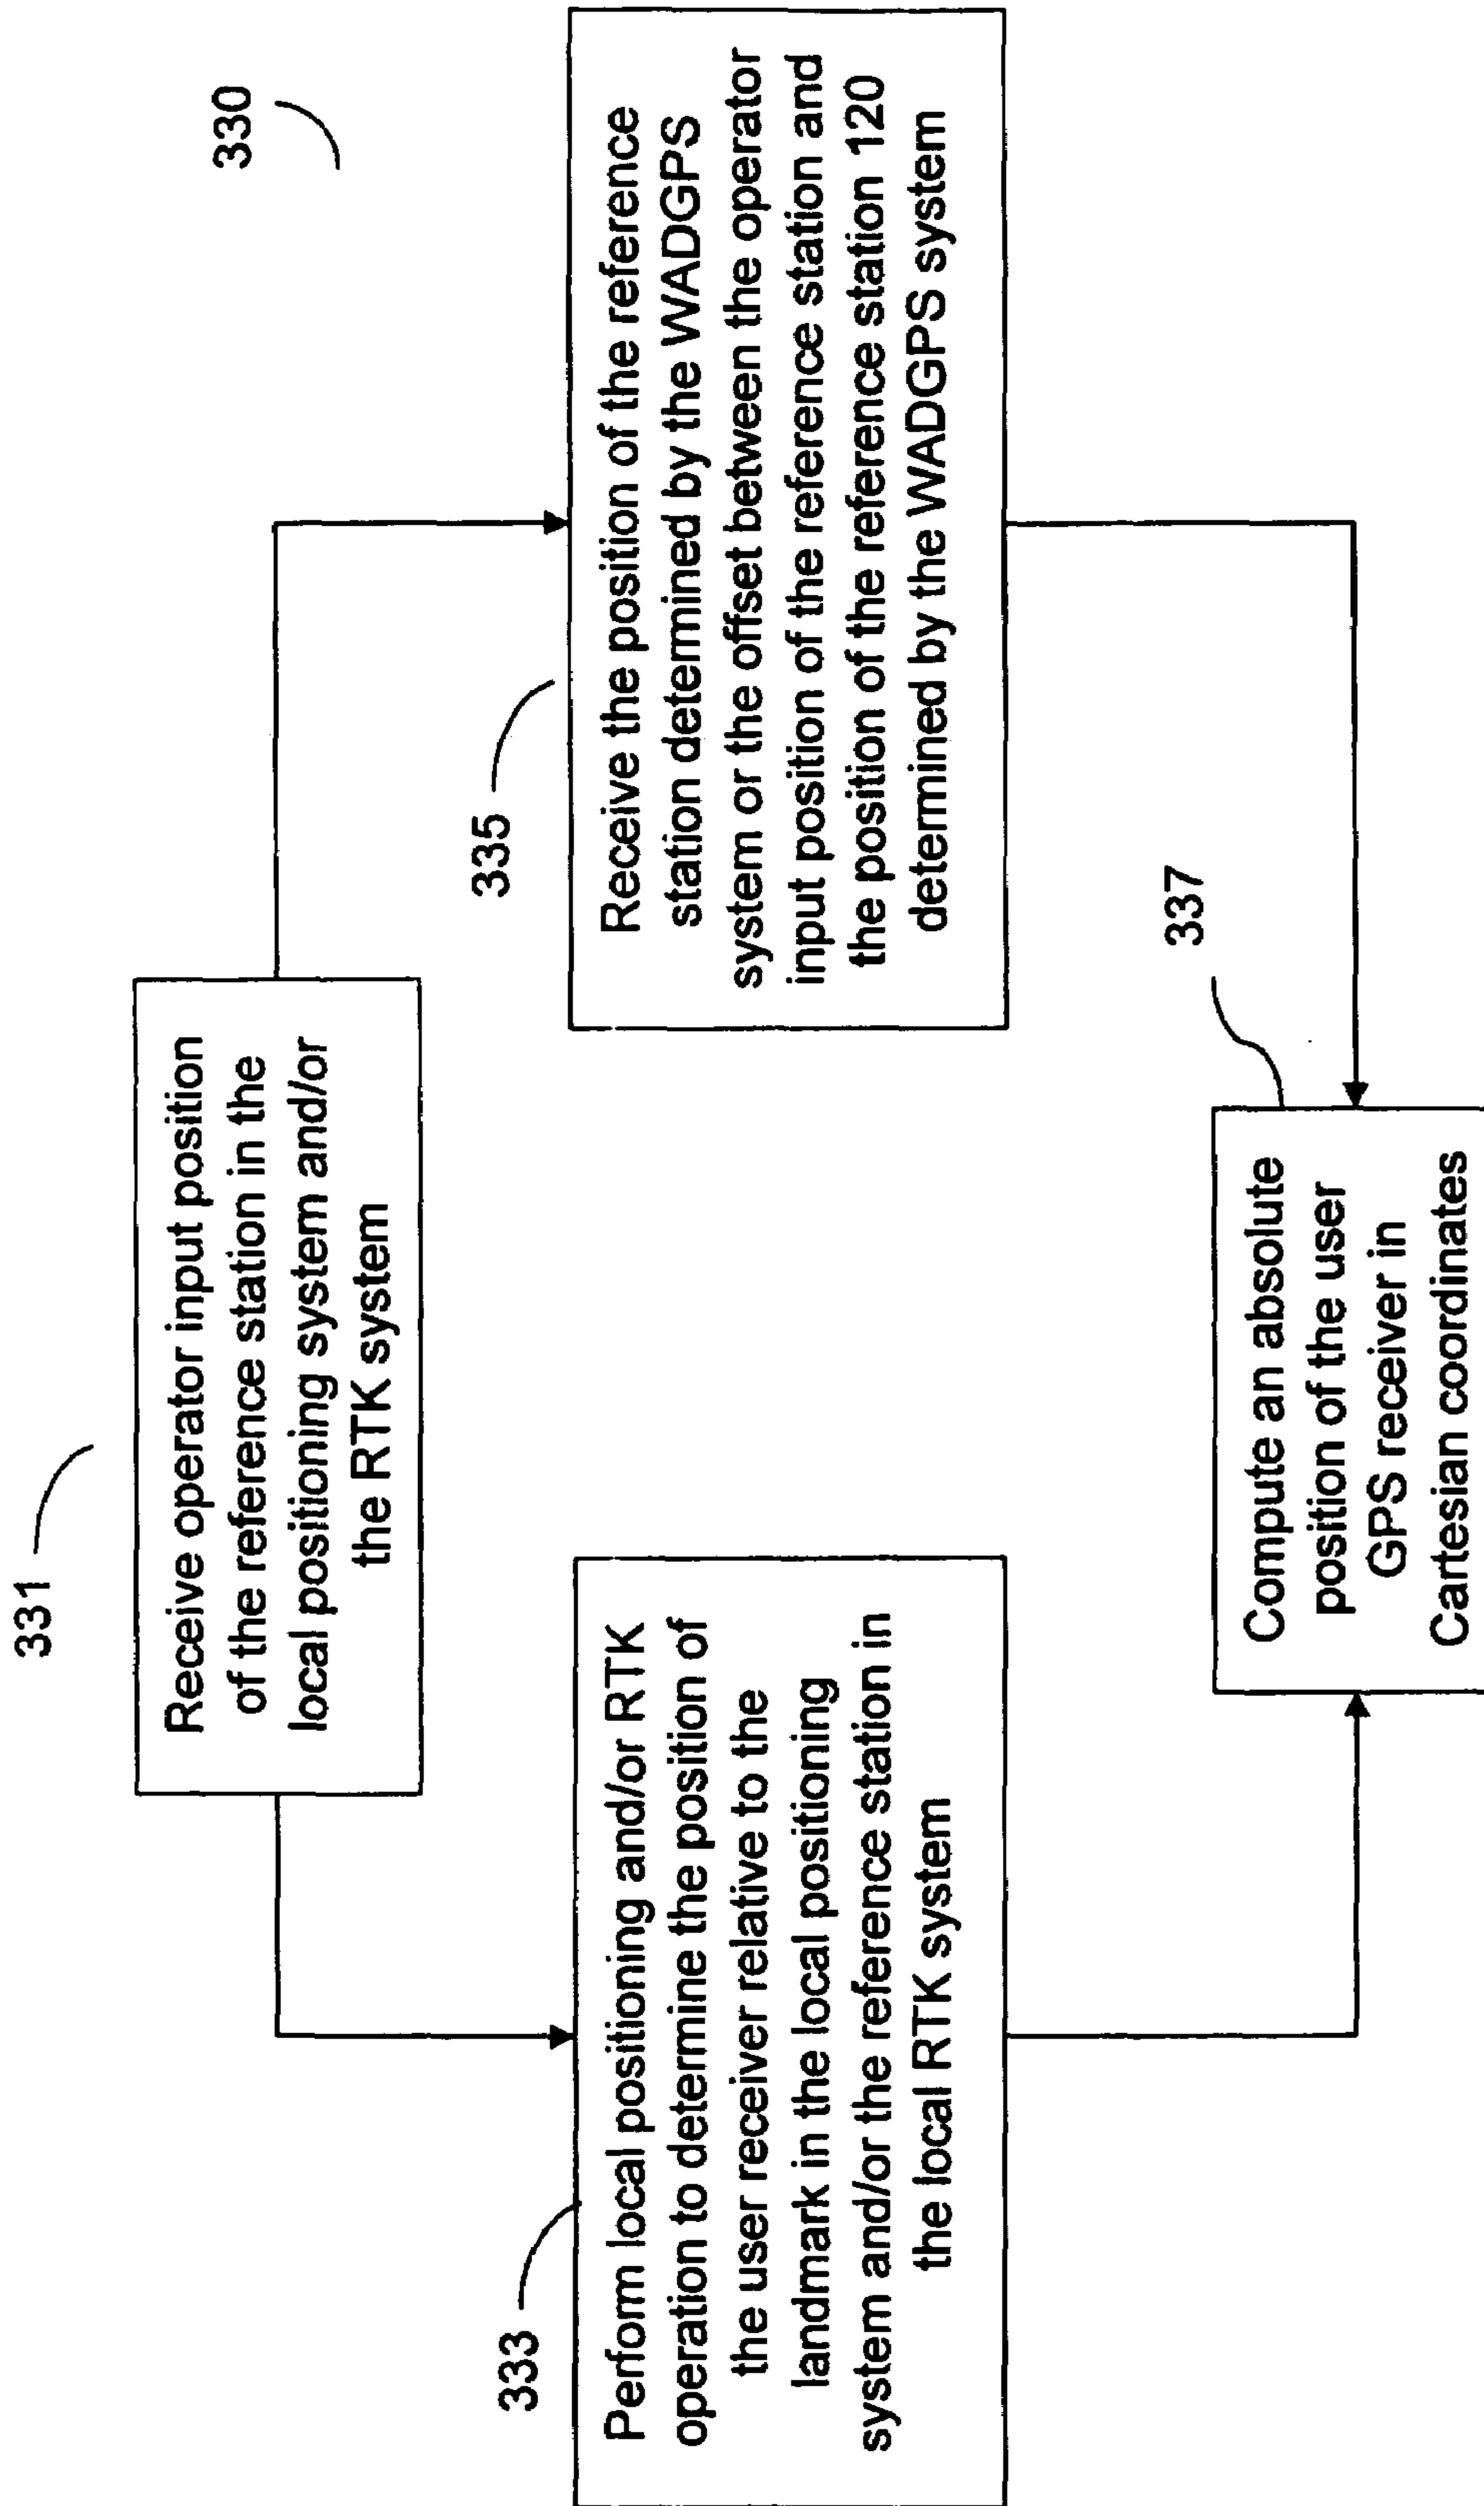 330
331
Receive operator input position
of the reference station in the
local positioning system and/or
the RTK system
333
Perform local positioning and/or RTK
operation to determine the position of
the user receiver relative to the
landmark in the local positioning
system and/or the reference station in
the local RTK system
335
Receive the position of the reference
station determined by the WADGPS
system or the offset between the operator
input position of the reference station and
the position of the reference station 120
determined by the WADGPS system
337
Compute an absolute
position of the user
GPS receiver in
Cartesian coordinates